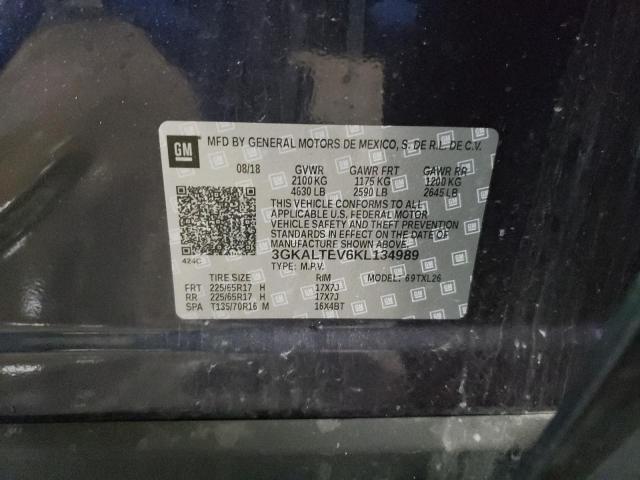 GM
MFD BY GENERAL MOTORS DE MEXICO, S. DE R.L. DE C.V.
08/18 GVWR GAWR FRT GAWR RR
2100 KG 1175 KG 1200 KG
4630 LB 2590 LB 2645 LB
THIS VEHICLE CONFORMS TO ALL
APPLICABLE U.S. FEDERAL MOTOR
VEHICLE SAFETY AND THEFT PREVENTION
STANDARDS IN EFFECT ON THE DATE
OF MANUFACTURE SHOWN ABOVE.
3GKALTEV6KL134989
424C
TYPE: M.P.V. MODEL: 69TXL26
TIRE SIZE RIM
FRT 225/65R17 H 17X7J
RR 225/65R17 H 17X7J
SPA T135/70R16 M 16X4BT